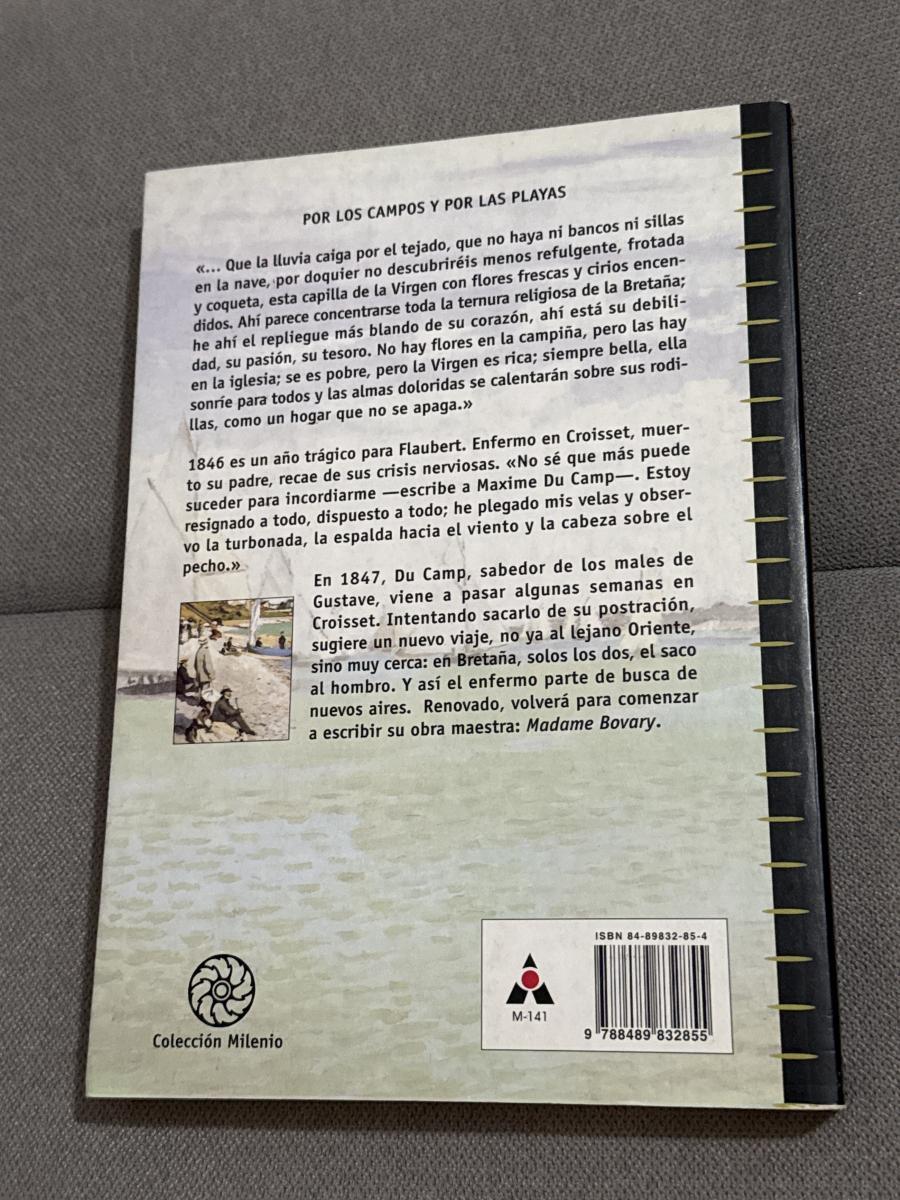 POR LOS CAMPOS Y POR LAS PLAYAS
«... Que la lluvia caiga por el tejado, que no haya ni bancos ni sillas
en la nave, por doquier no descubriréis menos refulgente, frotada
y coqueta, esta capilla de la Virgen con flores frescas y cirios encen-
didos. Ahí parece concentrarse toda la ternura religiosa de la Bretaña;
he ahí el repliegue más blando de su corazón, ahí está su debili-
dad, su pasión, su tesoro. No hay flores en la campiña, pero las hay
en la iglesia; se es pobre, pero la Virgen es rica; siempre bella, ella
sonríe para todos y las almas doloridas se calentarán sobre sus rodi-
llas, como un hogar que no se apaga.»
1846 es un año trágico para Flaubert. Enfermo en Croisset, muer-
to su padre, recae de sus crisis nerviosas. «No sé que más puede
suceder para incordiarme —escribe a Maxime Du Camp—. Estoy
resignado a todo, dispuesto a todo; he plegado mis velas y obser-
vo la turbonada, la espalda hacia el viento y la cabeza sobre el
pecho.»
En 1847, Du Camp, sabedor de los males de
Gustave, viene a pasar algunas semanas en
Croisset. Intentando sacarlo de su postración,
sugiere un nuevo viaje, no ya al lejano Oriente,
sino muy cerca: en Bretaña, solos los dos, el saco
al hombro. Y así el enfermo parte de busca de
nuevos aires. Renovado, volverá para comenzar
a escribir su obra maestra: Madame Bovary.
Colección Milenio
M-141
ISBN 84-89832-85-4
9 788489 832855